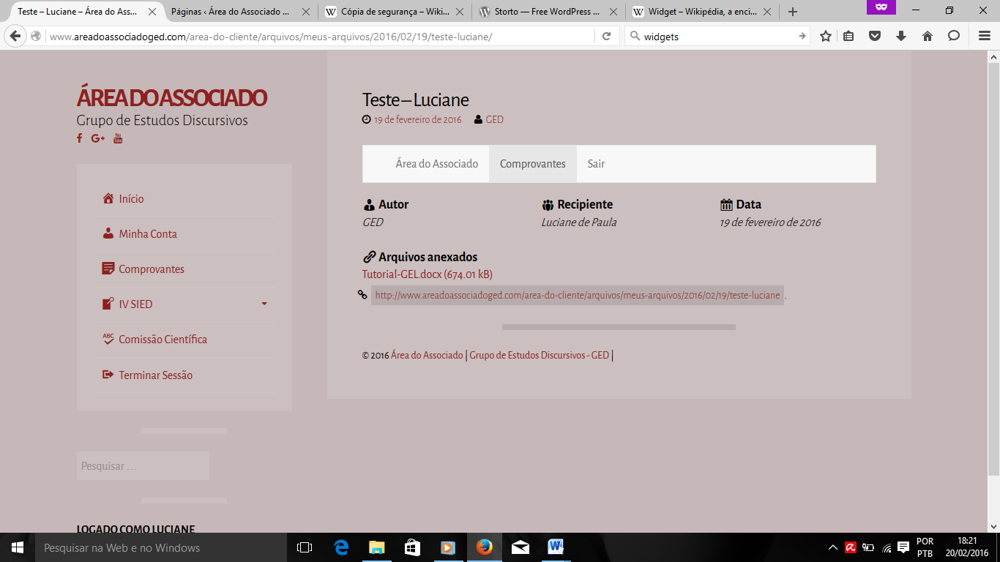 Teste – Luciane – Área do Ass...
Páginas ‹ Área do Associado ...
Cópia de segurança – Wiki...
Storto — Free WordPress ...
Widget – Wikipédia, a enci...
www.areadoassociadoged.com/area-do-cliente/arquivos/meus-arquivos/2016/02/19/teste-luciane/
widgets
ÁREA DO ASSOCIADO
Grupo de Estudos Discursivos
Início
Minha Conta
Comprovantes
IV SIED
Comissão Científica
Terminar Sessão
Pesquisar ...
LOGADO COMO LUCIANE
Teste – Luciane
19 de fevereiro de 2016 GED
Área do Associado Comprovantes Sair
Autor Recipiente Data
GED Luciane de Paula 19 de fevereiro de 2016
Arquivos anexados
Tutorial-GEL.docx (674.01 kB)
http://www.areadoassociadoged.com/area-do-cliente/arquivos/meus-arquivos/2016/02/19/teste-luciane .
© 2016 Área do Associado | Grupo de Estudos Discursivos - GED |
Pesquisar na Web e no Windows
POR
PTB
18:21
20/02/2016